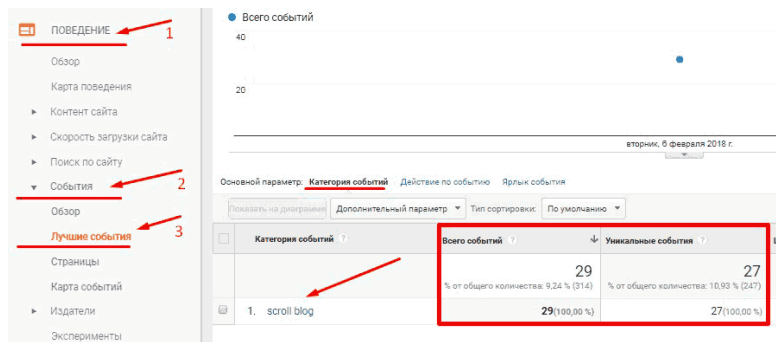 ПОВЕДЕНИЕ
1
Обзор
Карта поведения
Контент сайта
Скорость загрузки сайта
Поиск по сайту
События
2
Обзор
Лучшие события
3
Страницы
Карта событий
Издатели
Эксперименты
Всего событий
40
20
вторник, 6 февраля 2018 г.
Основной параметр: Категория событий Действие по событию Ярлык события
Показать на диаграмме Дополнительный параметр Тип сортировки: По умолчанию
Категория событий ? Всего событий ? Уникальные события ?
29 27
% от общего количества: 9,24 % (314) % от общего количества: 10,93 % (247)
1. scroll blog 29(100,00 %) 27(100,00 %)